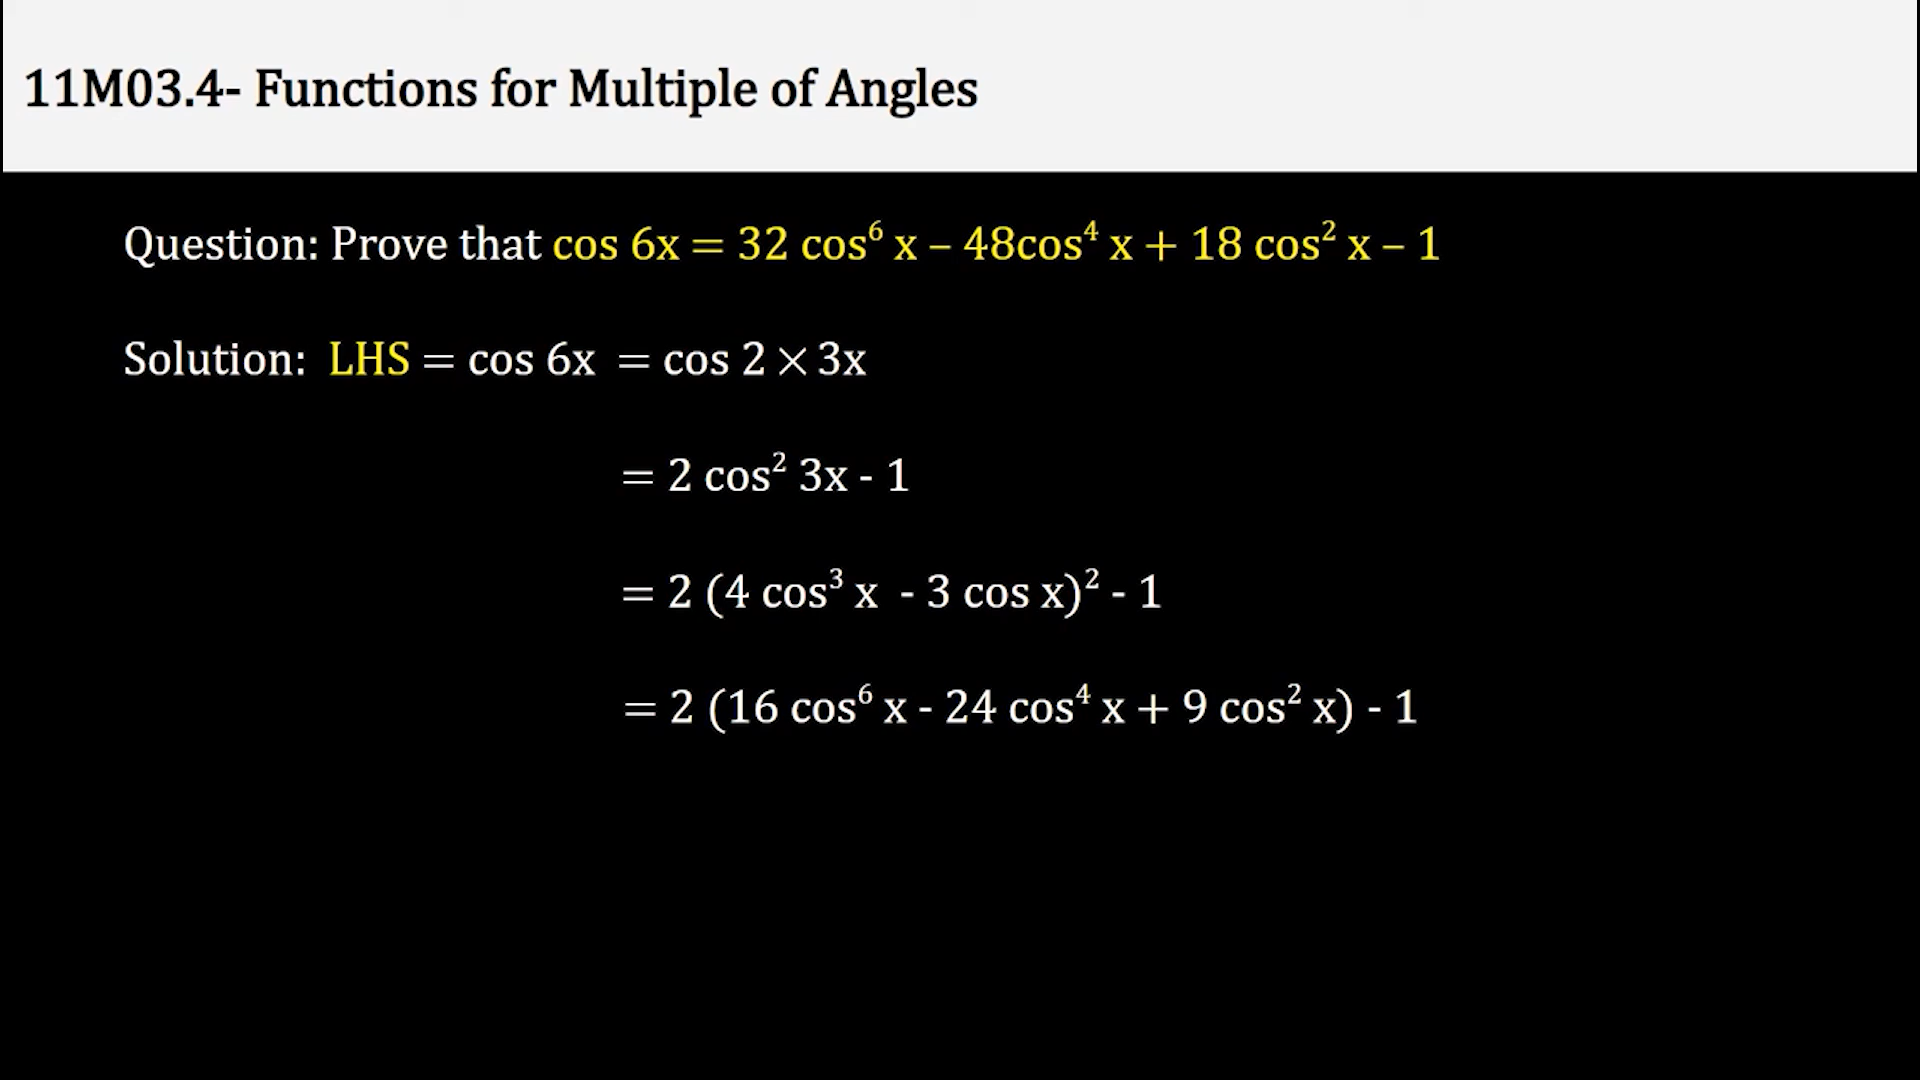 11M03.4- Functions for Multiple of Angles
Question: Prove that cos 6x = 32 cos⁶ x – 48cos⁴ x + 18 cos² x – 1
Solution: LHS = cos 6x = cos 2 × 3x
= 2 cos² 3x - 1
= 2 (4 cos³ x - 3 cos x)² - 1
= 2 (16 cos⁶ x - 24 cos⁴ x + 9 cos² x) - 1